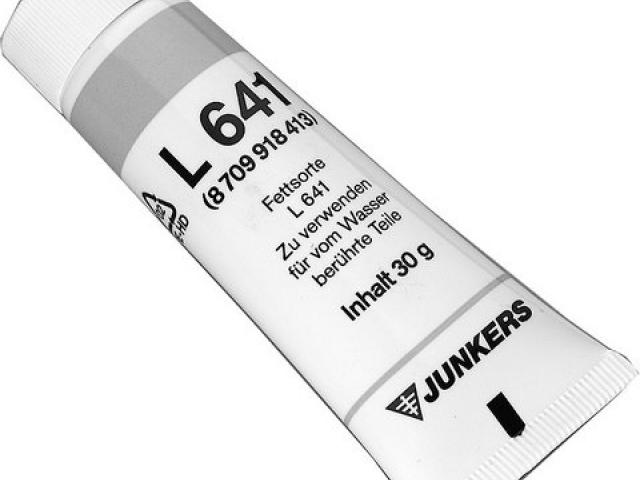 L 641
(8 709 918 413)
Fettsorte
L 641
Zu verwenden
für vom Wasser
berührte Teile
Inhalt 30 g
JUNKERS